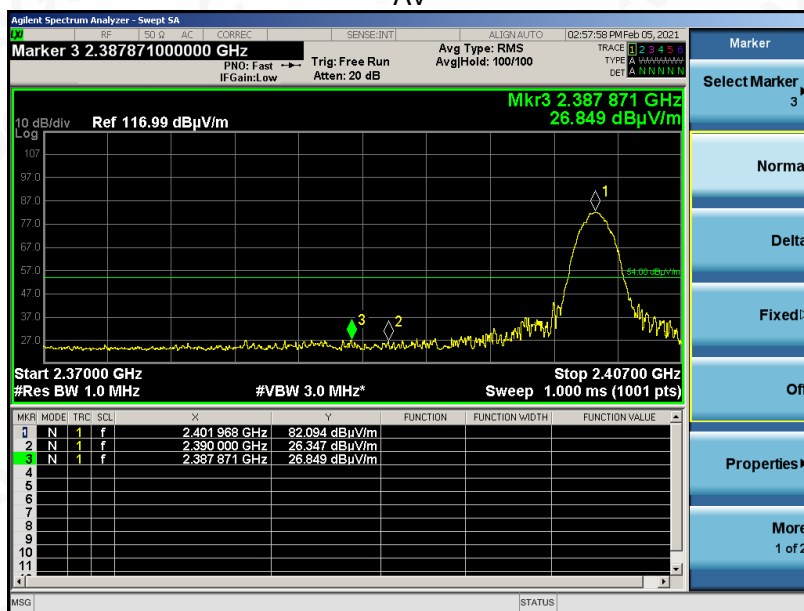 AV
Agilent Spectrum Analyzer - Swept SA
LXI RF 50 Ω AC CORREC SENSE:INT ALIGN AUTO 02:57:58 PM Feb 05, 2021
Marker 3 2.387871000000 GHz
PNO: Fast
IFGain:Low
Trig: Free Run
Atten: 20 dB
Avg Type: RMS
Avg|Hold: 100/100
TRACE 1 2 3 4 5 6
TYPE A WWWWW
DET A N N N N N
Mkr3 2.387 871 GHz
26.849 dBµV/m
10 dB/div Ref 116.99 dBµV/m
Log
107
97.0
87.0
77.0
67.0
57.0
47.0
37.0
27.0
1
2
3
54.00 dBµV/m
Start 2.37000 GHz Stop 2.40700 GHz
#Res BW 1.0 MHz #VBW 3.0 MHz* Sweep 1.000 ms (1001 pts)
MKR MODE TRC SCL X Y FUNCTION FUNCTION WIDTH FUNCTION VALUE
1 N 1 f 2.401 968 GHz 82.094 dBµV/m
2 N 1 f 2.390 000 GHz 26.347 dBµV/m
3 N 1 f 2.387 871 GHz 26.849 dBµV/m
4
5
6
7
8
9
10
11
MSG STATUS
Marker
Select Marker
3
Norma
Delta
Fixed
Of
Properties
More
1 of 2